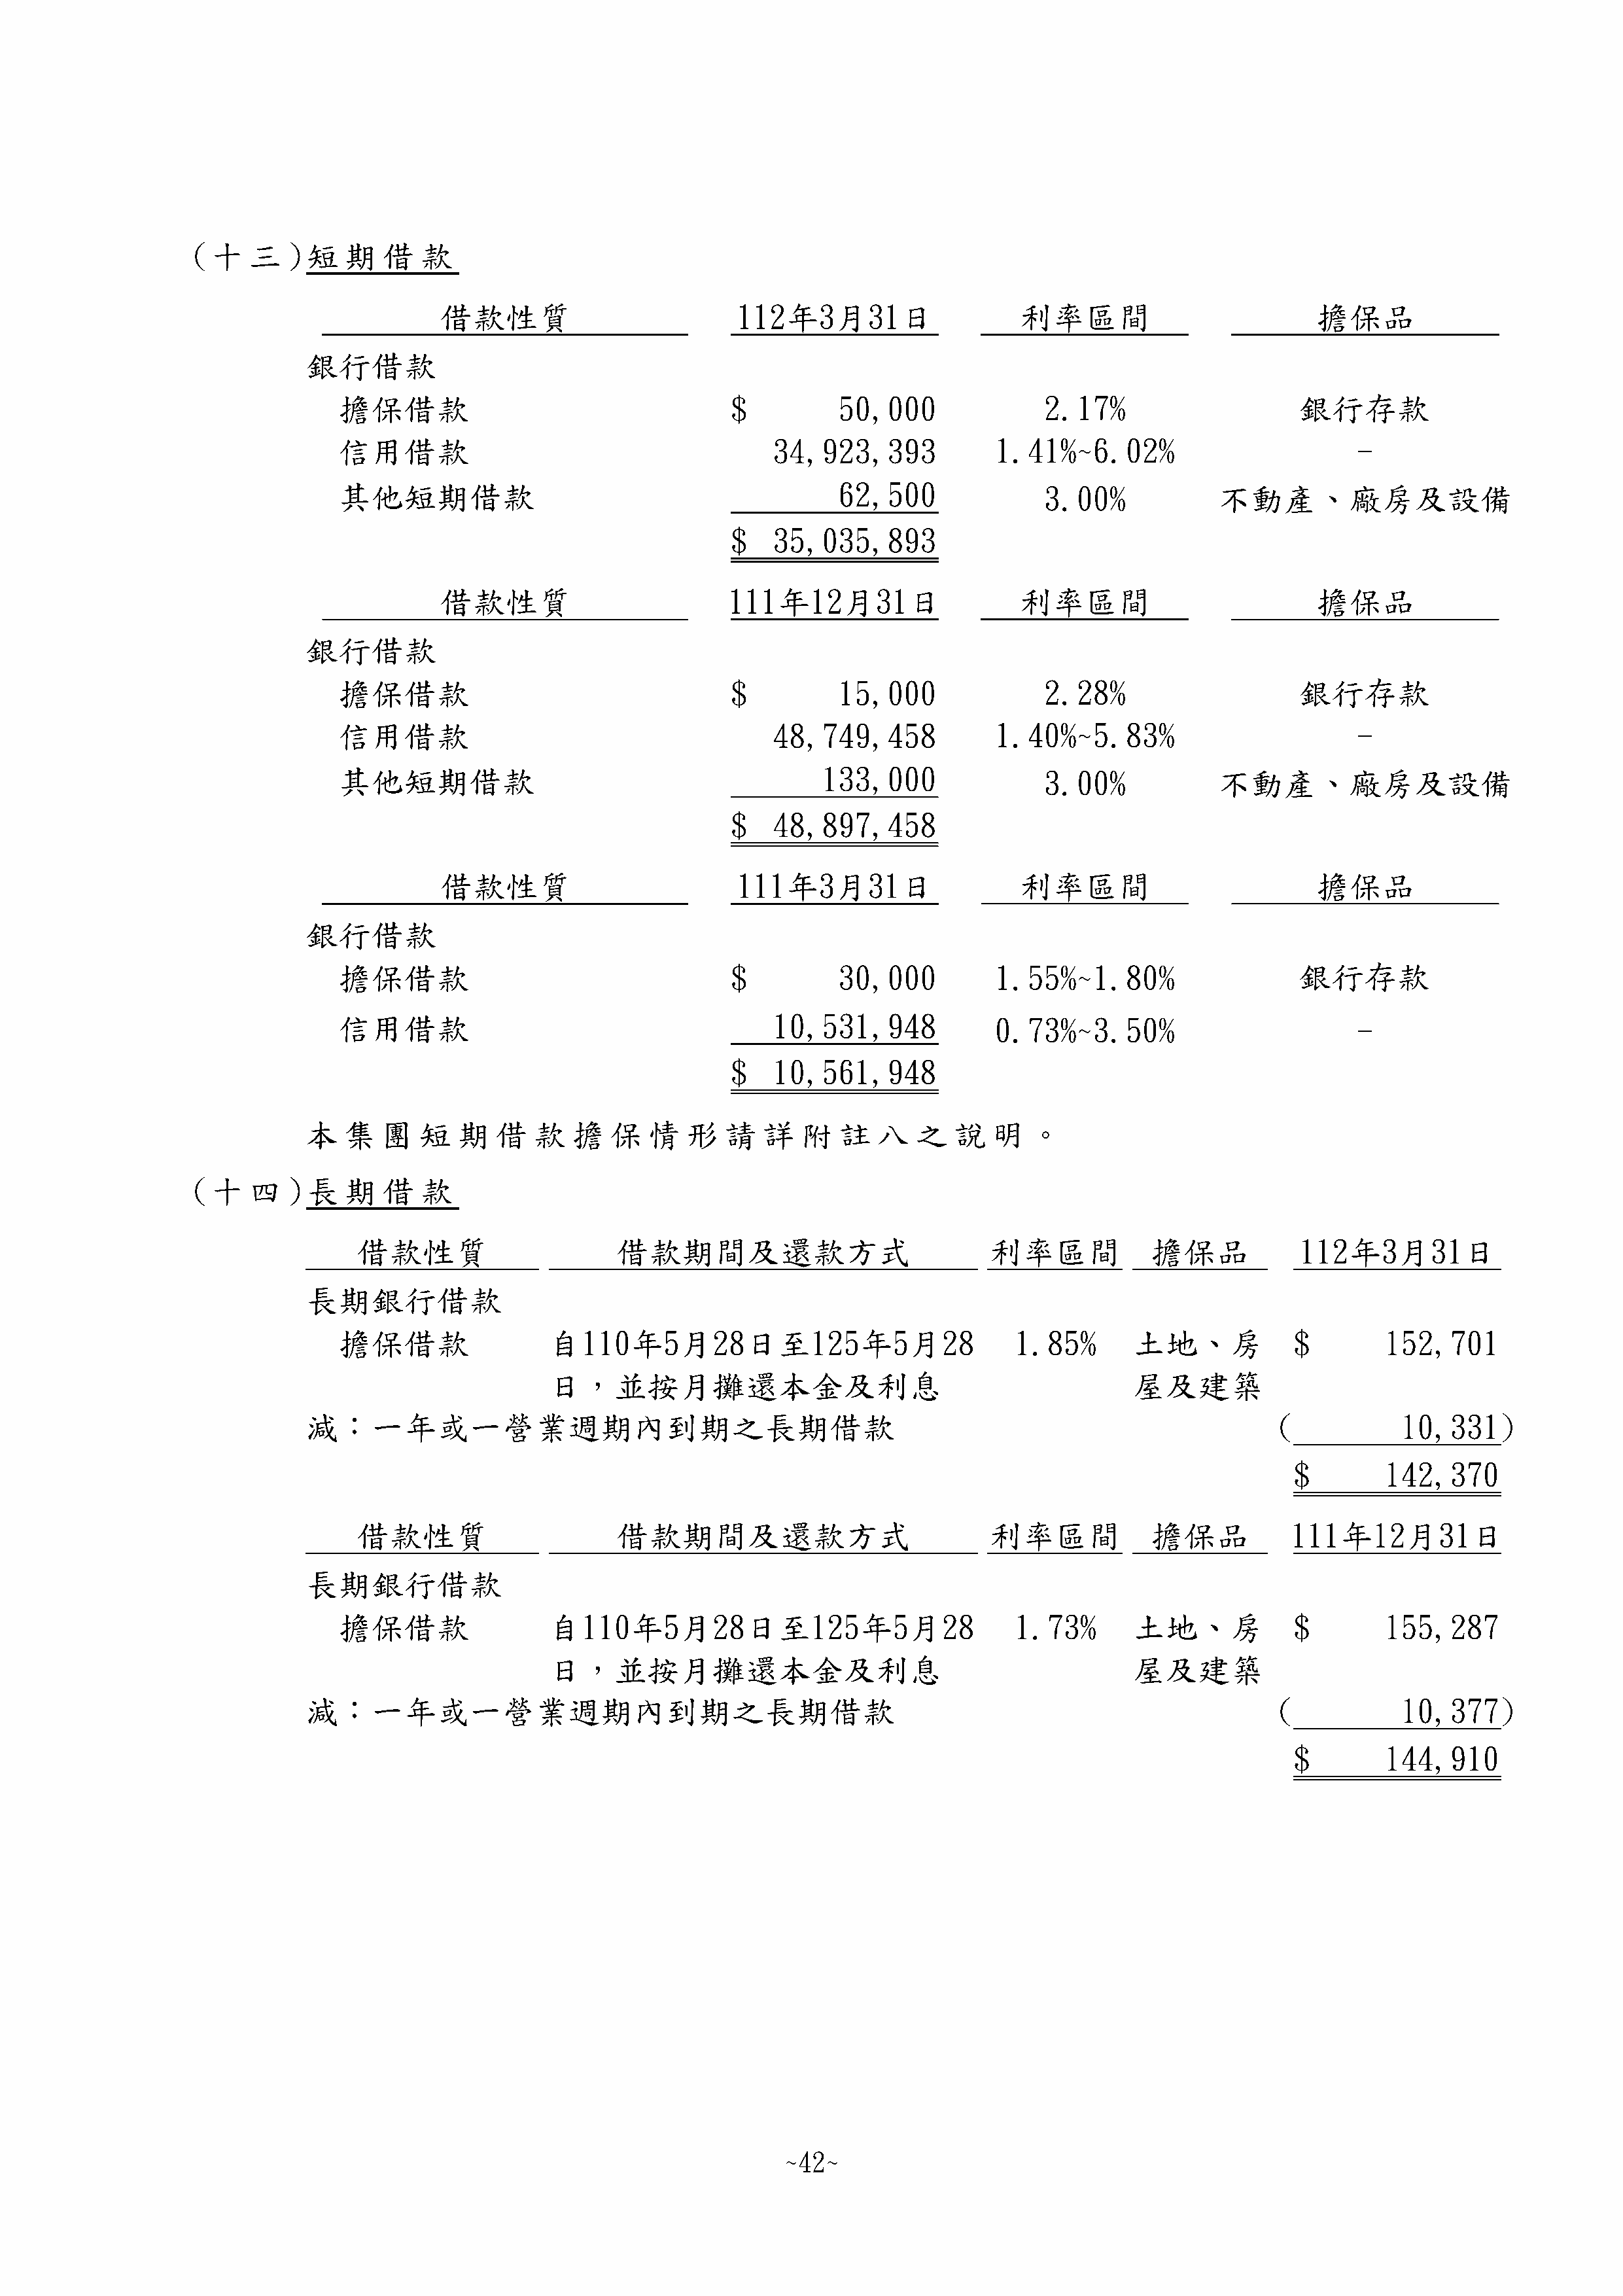 (十三)短期借款
借款性質 112年3月31日 利率區間 擔保品
銀行借款
擔保借款 $ 50,000 2.17% 銀行存款
信用借款 34,923,393 1.41%~6.02% -
其他短期借款 62,500 3.00% 不動產、廠房及設備
$ 35,035,893
借款性質 111年12月31日 利率區間 擔保品
銀行借款
擔保借款 $ 15,000 2.28% 銀行存款
信用借款 48,749,458 1.40%~5.83% -
其他短期借款 133,000 3.00% 不動產、廠房及設備
$ 48,897,458
借款性質 111年3月31日 利率區間 擔保品
銀行借款
擔保借款 $ 30,000 1.55%~1.80% 銀行存款
信用借款 10,531,948 0.73%~3.50% -
$ 10,561,948
本集團短期借款擔保情形請詳附註八之說明。
(十四)長期借款
借款性質 借款期間及還款方式 利率區間 擔保品 112年3月31日
長期銀行借款
擔保借款 自110年5月28日至125年5月28 1.85% 土地、房 $ 152,701
日，並按月攤還本金及利息 屋及建築
減：一年或一營業週期內到期之長期借款 ( 10,331)
$ 142,370
借款性質 借款期間及還款方式 利率區間 擔保品 111年12月31日
長期銀行借款
擔保借款 自110年5月28日至125年5月28 1.73% 土地、房 $ 155,287
日，並按月攤還本金及利息 屋及建築
減：一年或一營業週期內到期之長期借款 ( 10,377)
$ 144,910
~42~